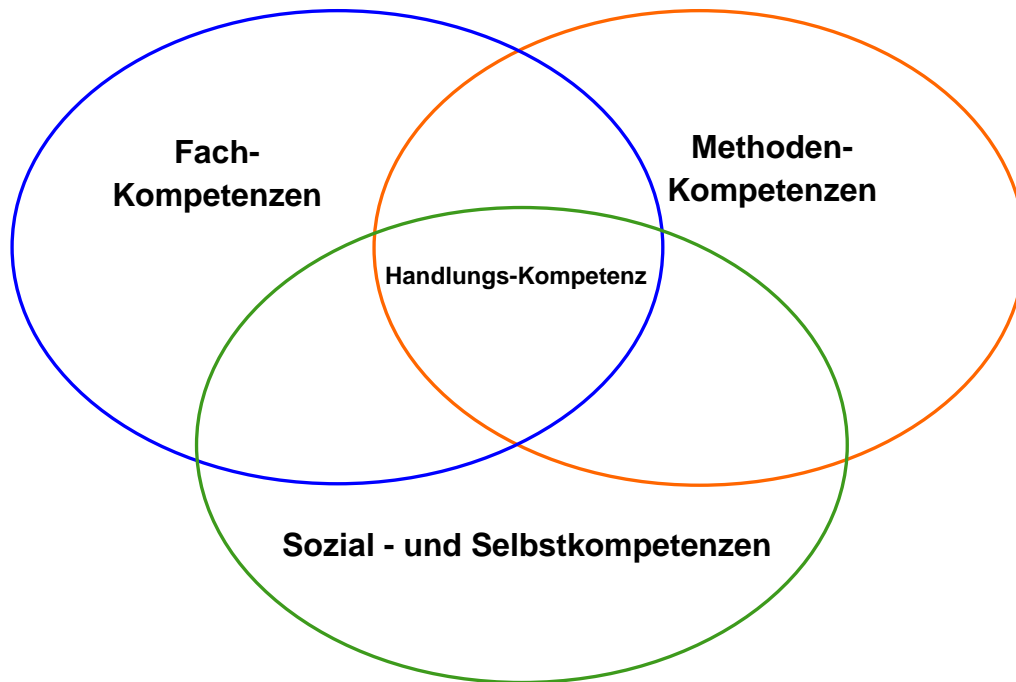 Fach-
Kompetenzen
Methoden-
Kompetenzen
Handlungs-Kompetenz
Sozial - und Selbstkompetenzen